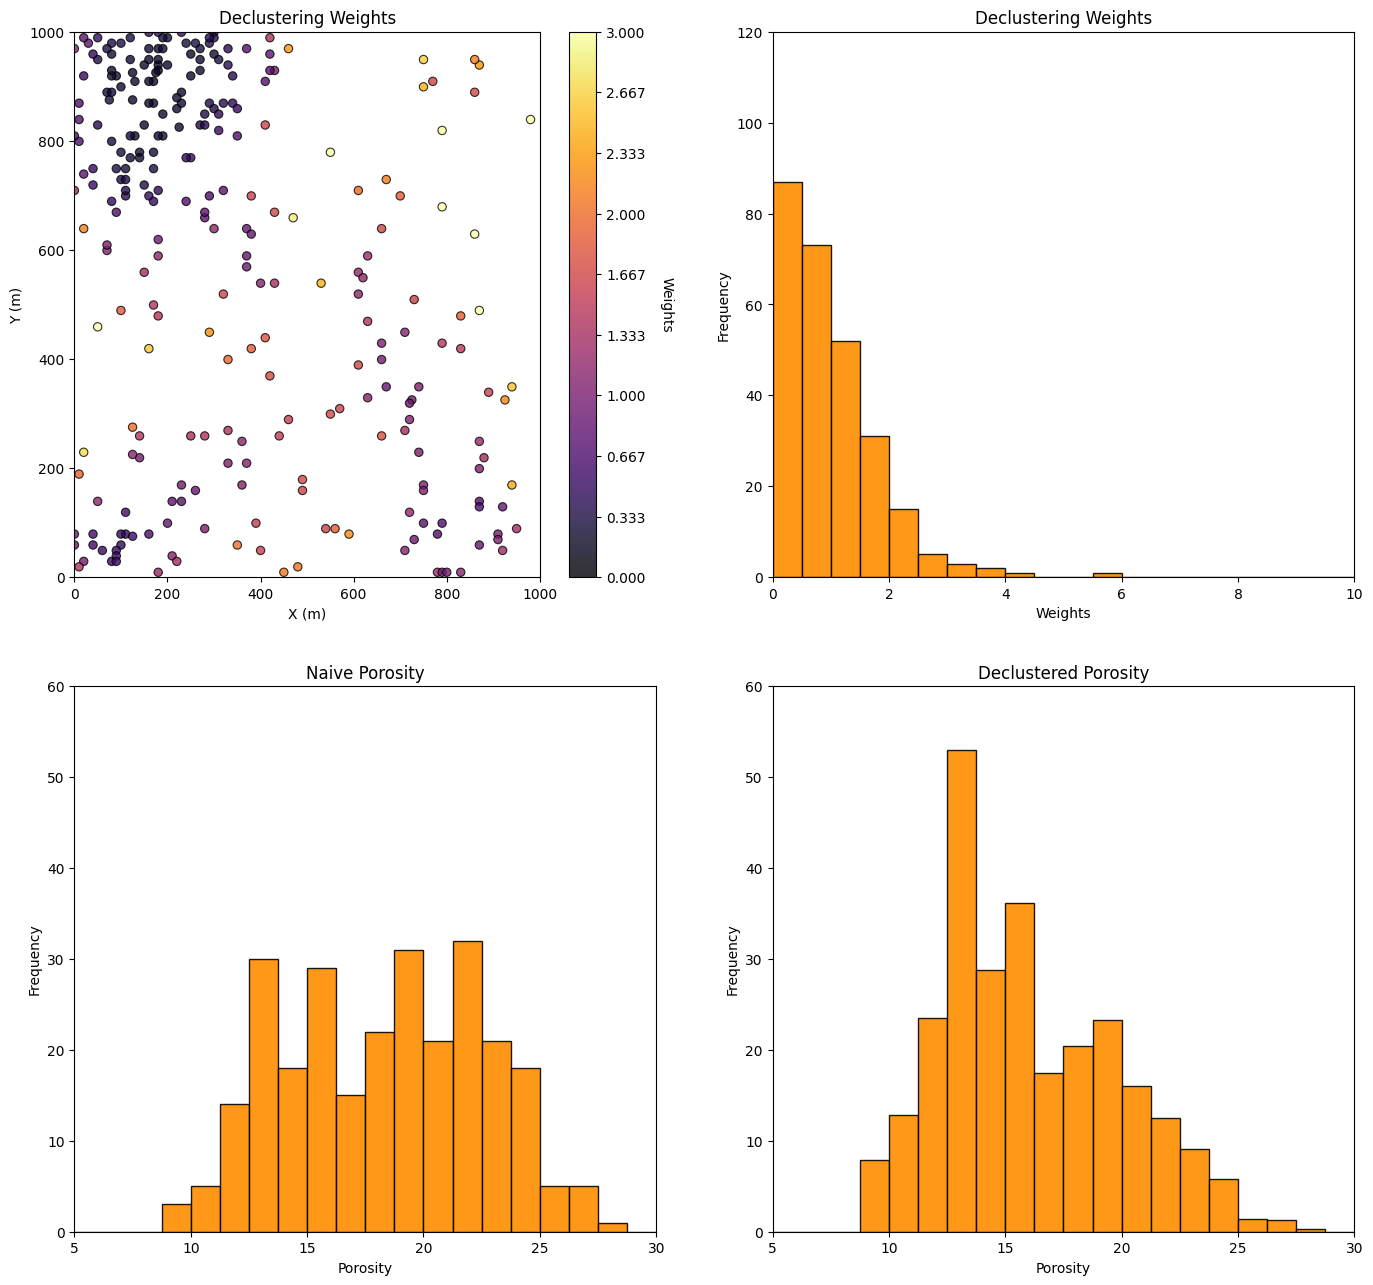 Declustering Weights
1000
800
600
400
200
0
Y (m)
0 200 400 600 800 1000
X (m)
3.000
2.667
2.333
2.000
1.667
1.333
1.000
0.667
0.333
0.000
Weights
Declustering Weights
120
100
80
60
40
20
0
Frequency
0 2 4 6 8 10
Weights
Naive Porosity
60
50
40
30
20
10
0
Frequency
5 10 15 20 25 30
Porosity
Declustered Porosity
60
50
40
30
20
10
0
Frequency
5 10 15 20 25 30
Porosity